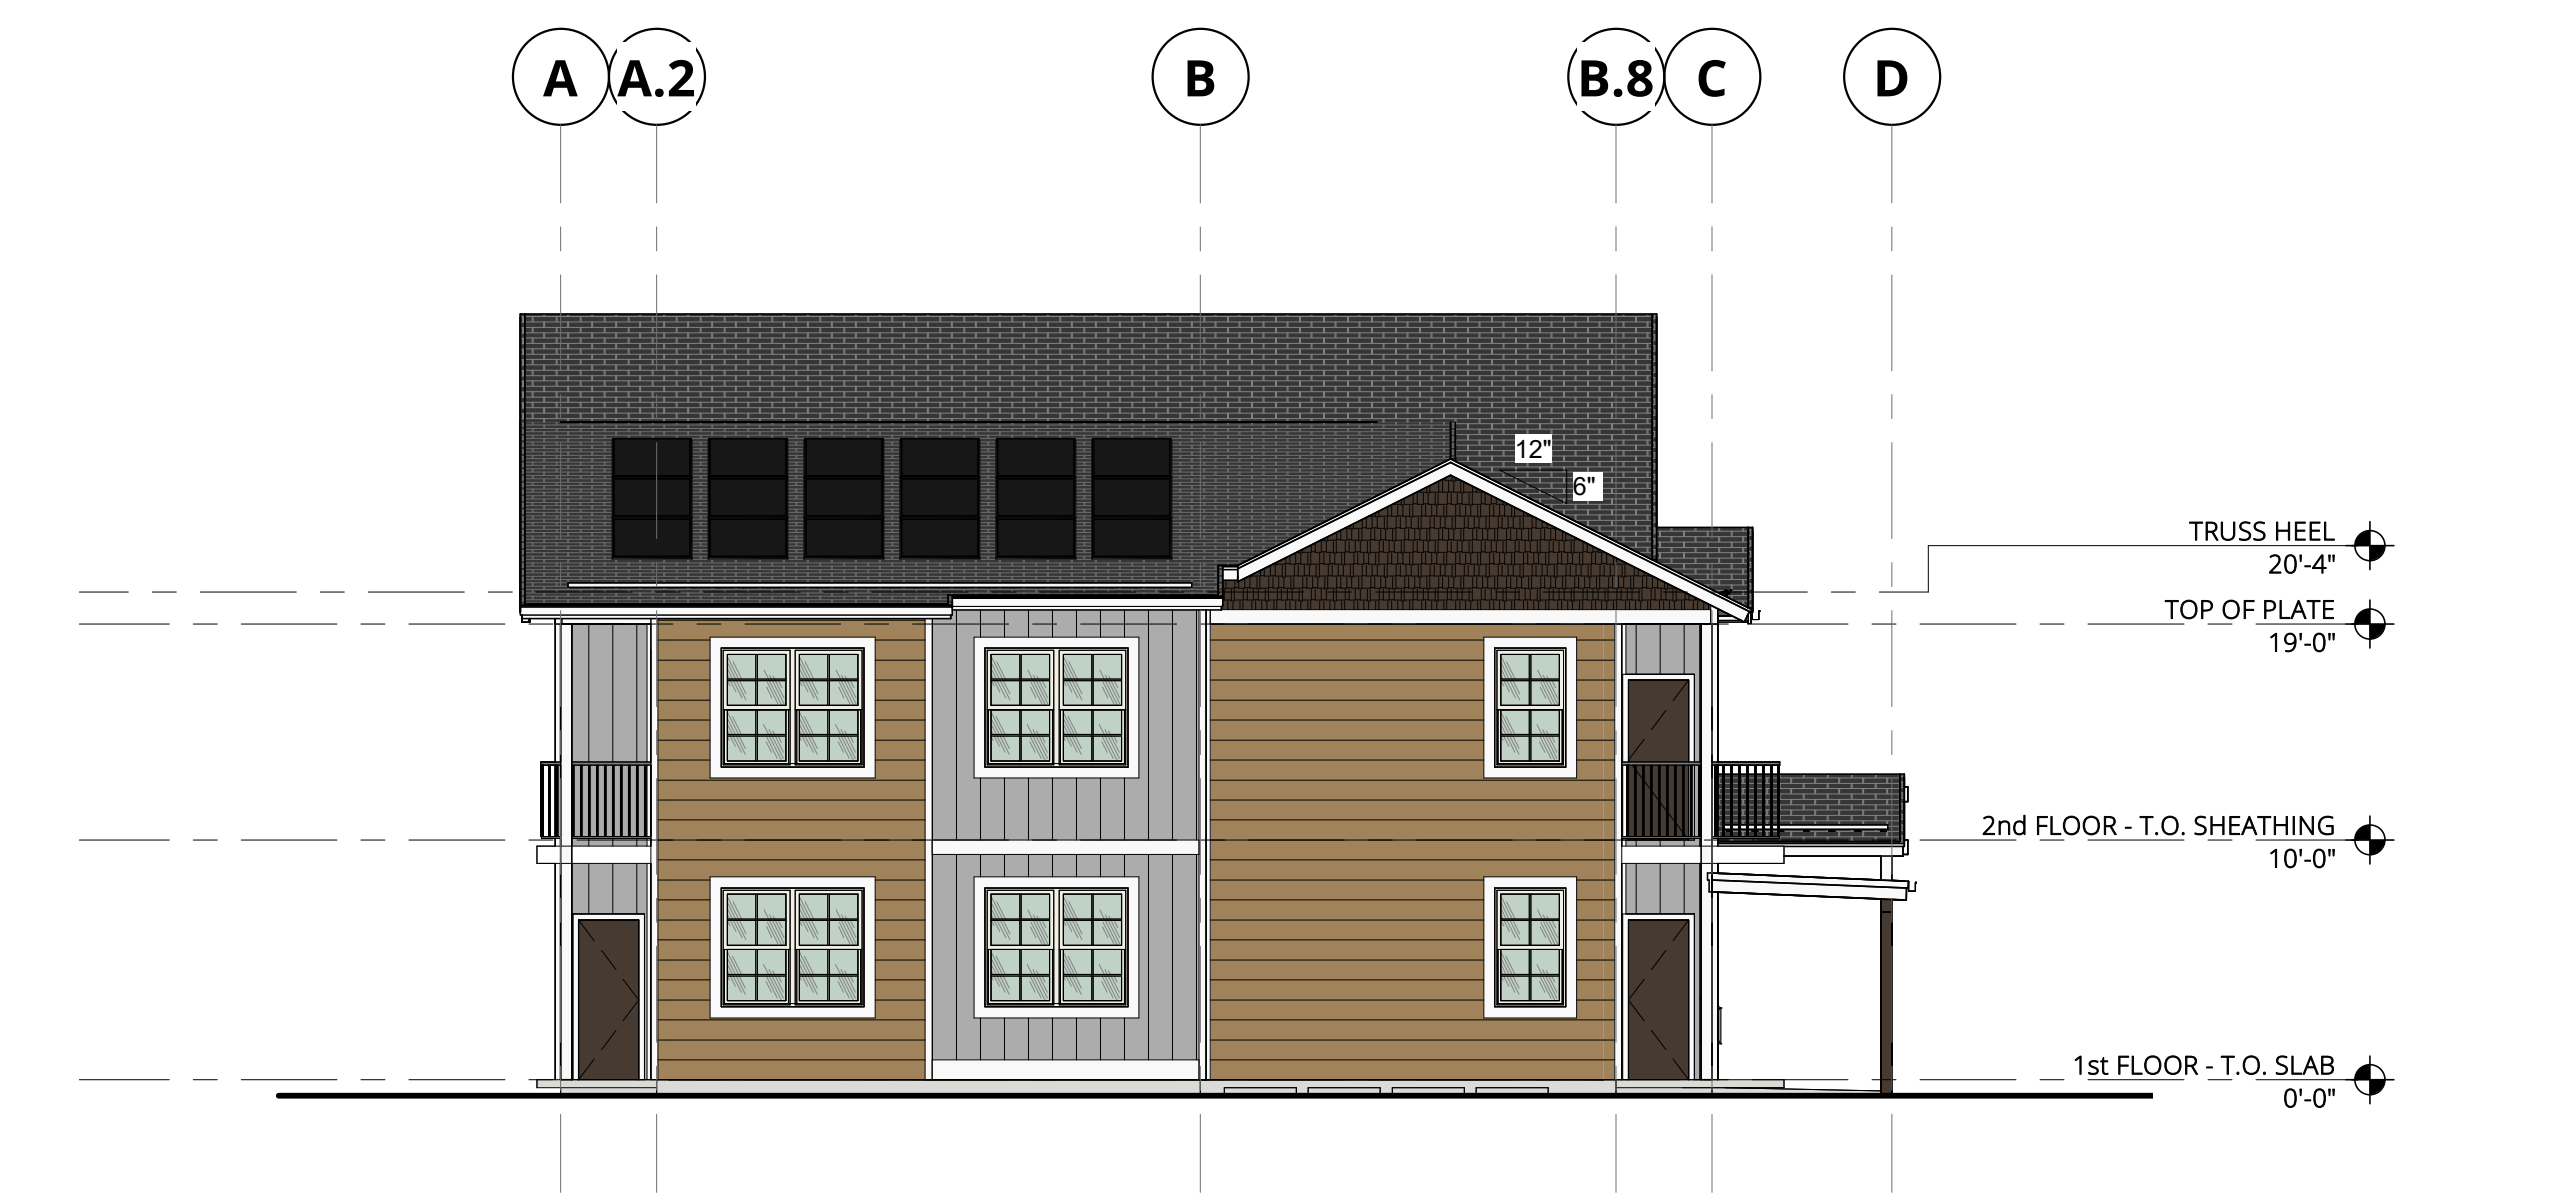 A A.2 B B.8 C D
12"
6"
TRUSS HEEL
20'-4"
TOP OF PLATE
19'-0"
2nd FLOOR - T.O. SHEATHING
10'-0"
1st FLOOR - T.O. SLAB
0'-0"